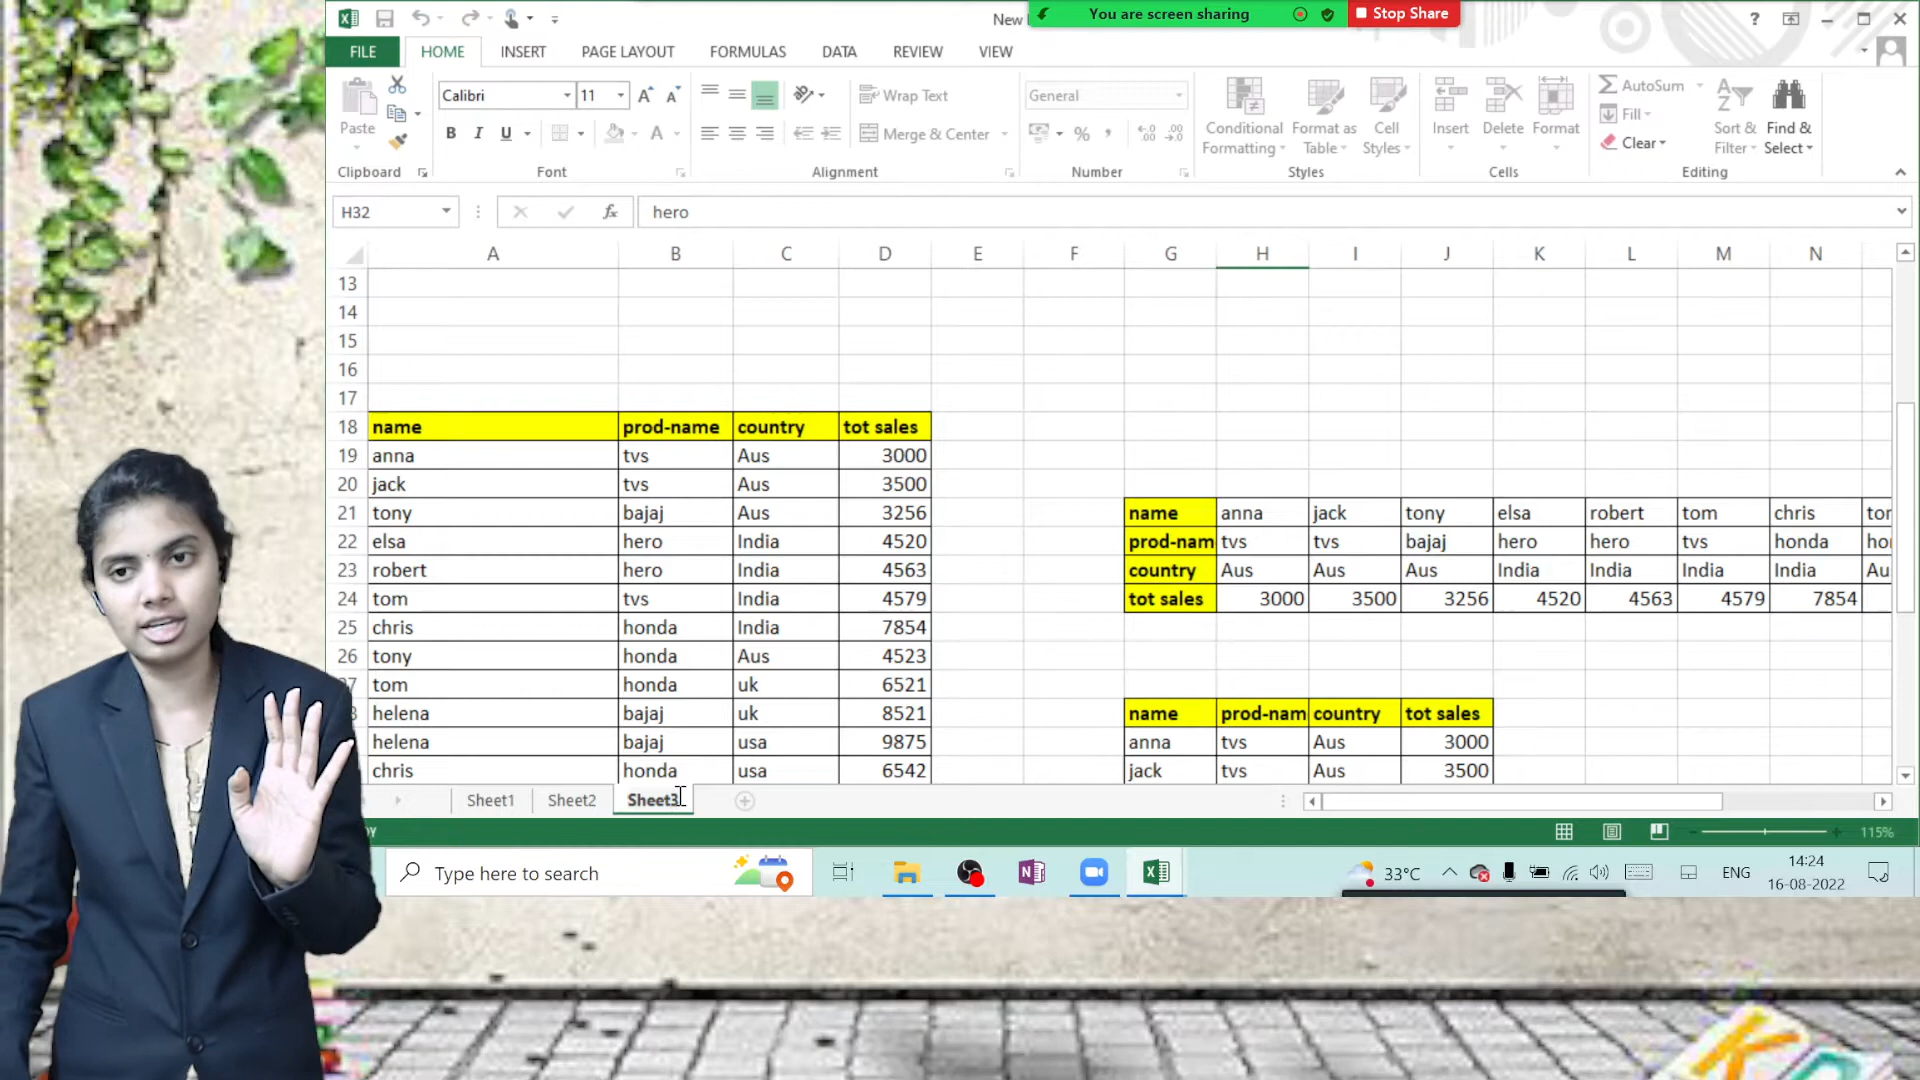 New
You are screen sharing
Stop Share
?
FILE HOME INSERT PAGE LAYOUT FORMULAS DATA REVIEW VIEW
Paste
Calibri 11
B I U
Wrap Text
Merge & Center
General
%
Conditional Formatting
Format as Table
Cell Styles
Insert
Delete
Format
AutoSum
Fill
Clear
Sort & Filter
Find & Select
Clipboard Font Alignment Number Styles Cells Editing
H32 fx hero
A B C D E F G H I J K L M N
13
14
15
16
17
18 name prod-name country tot sales
19 anna tvs Aus 3000
20 jack tvs Aus 3500
21 tony bajaj Aus 3256 name anna jack tony elsa robert tom chris
22 elsa hero India 4520 prod-nam tvs tvs bajaj hero hero tvs honda
23 robert hero India 4563 country Aus Aus Aus India India India India Au
24 tom tvs India 4579 tot sales 3000 3500 3256 4520 4563 4579 7854
25 chris honda India 7854
26 tony honda Aus 4523
tom honda uk 6521
helena bajaj uk 8521 name prod-nam country tot sales
helena bajaj usa 9875 anna tvs Aus 3000
chris honda usa 6542 jack tvs Aus 3500
Sheet1 Sheet2 Sheet3
115%
Type here to search
33°C
ENG
14:24
16-08-2022